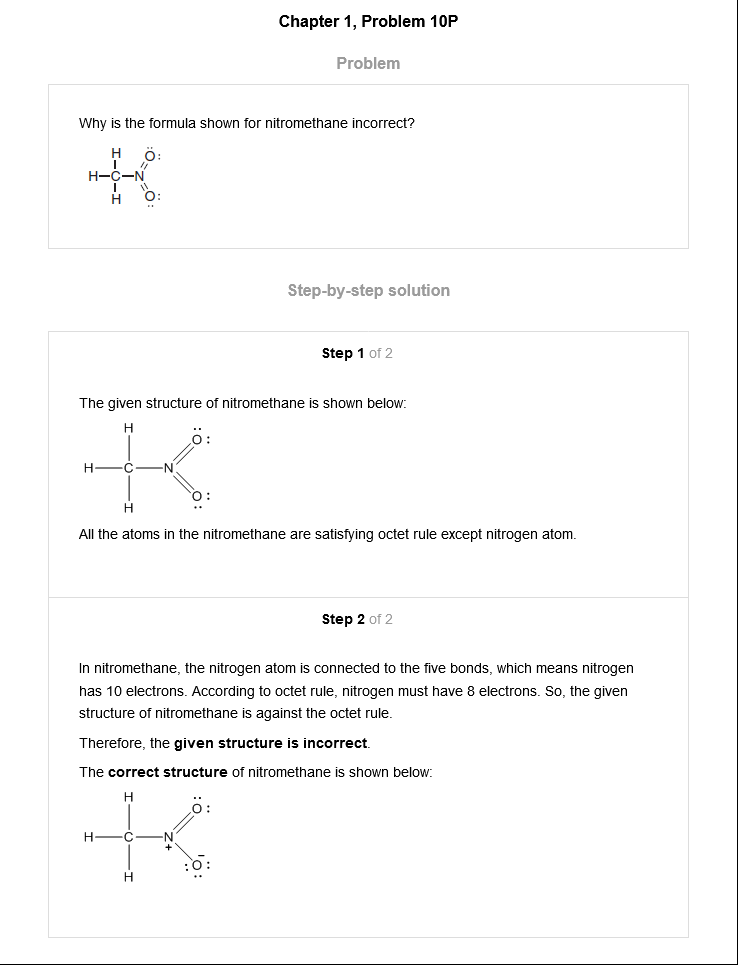 Chapter 1, Problem 10P
Problem
Why is the formula shown for nitromethane incorrect?
H Ö:
H–C–N
H O:
..
Step-by-step solution
Step 1 of 2
The given structure of nitromethane is shown below:
H ..
O:
H C N
O:
H ..
All the atoms in the nitromethane are satisfying octet rule except nitrogen atom.
Step 2 of 2
In nitromethane, the nitrogen atom is connected to the five bonds, which means nitrogen
has 10 electrons. According to octet rule, nitrogen must have 8 electrons. So, the given
structure of nitromethane is against the octet rule.
Therefore, the given structure is incorrect.
The correct structure of nitromethane is shown below:
H ..
O:
H C N
+ −
:O:
H ..